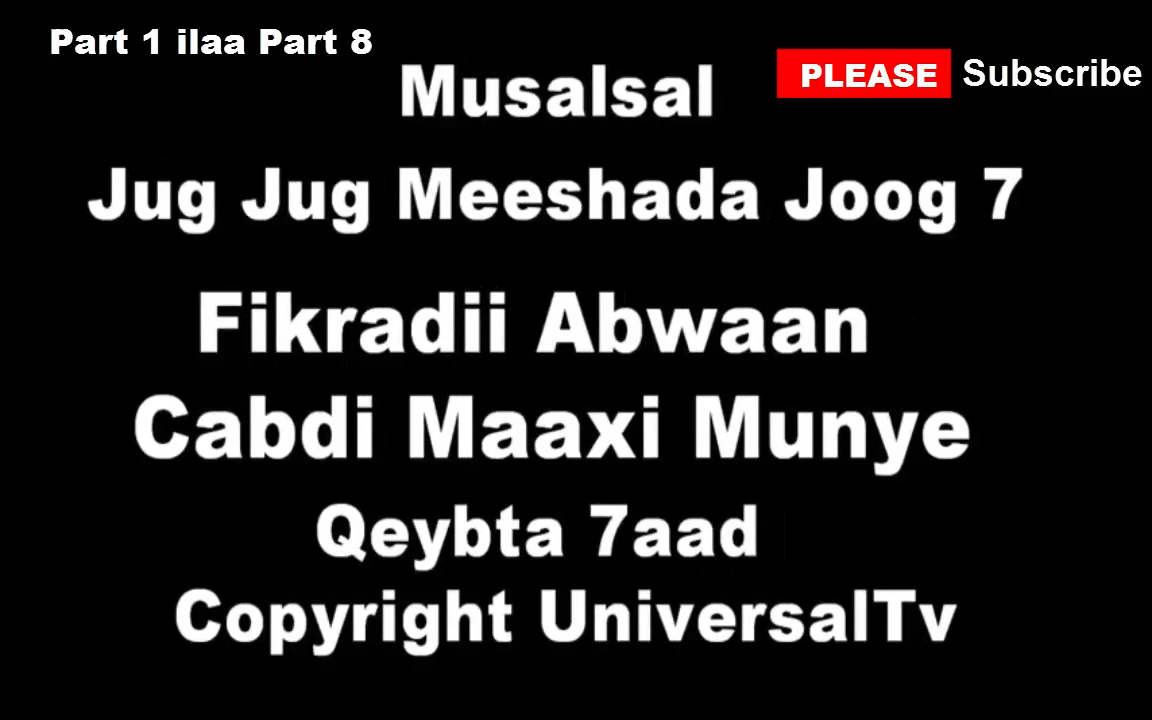 Part 1 ilaa Part 8
PLEASE Subscribe
Musalsal
Jug Jug Meeshada Joog 7
Fikradii Abwaan
Cabdi Maaxi Munye
Qeybta 7aad
Copyright UniversalTv